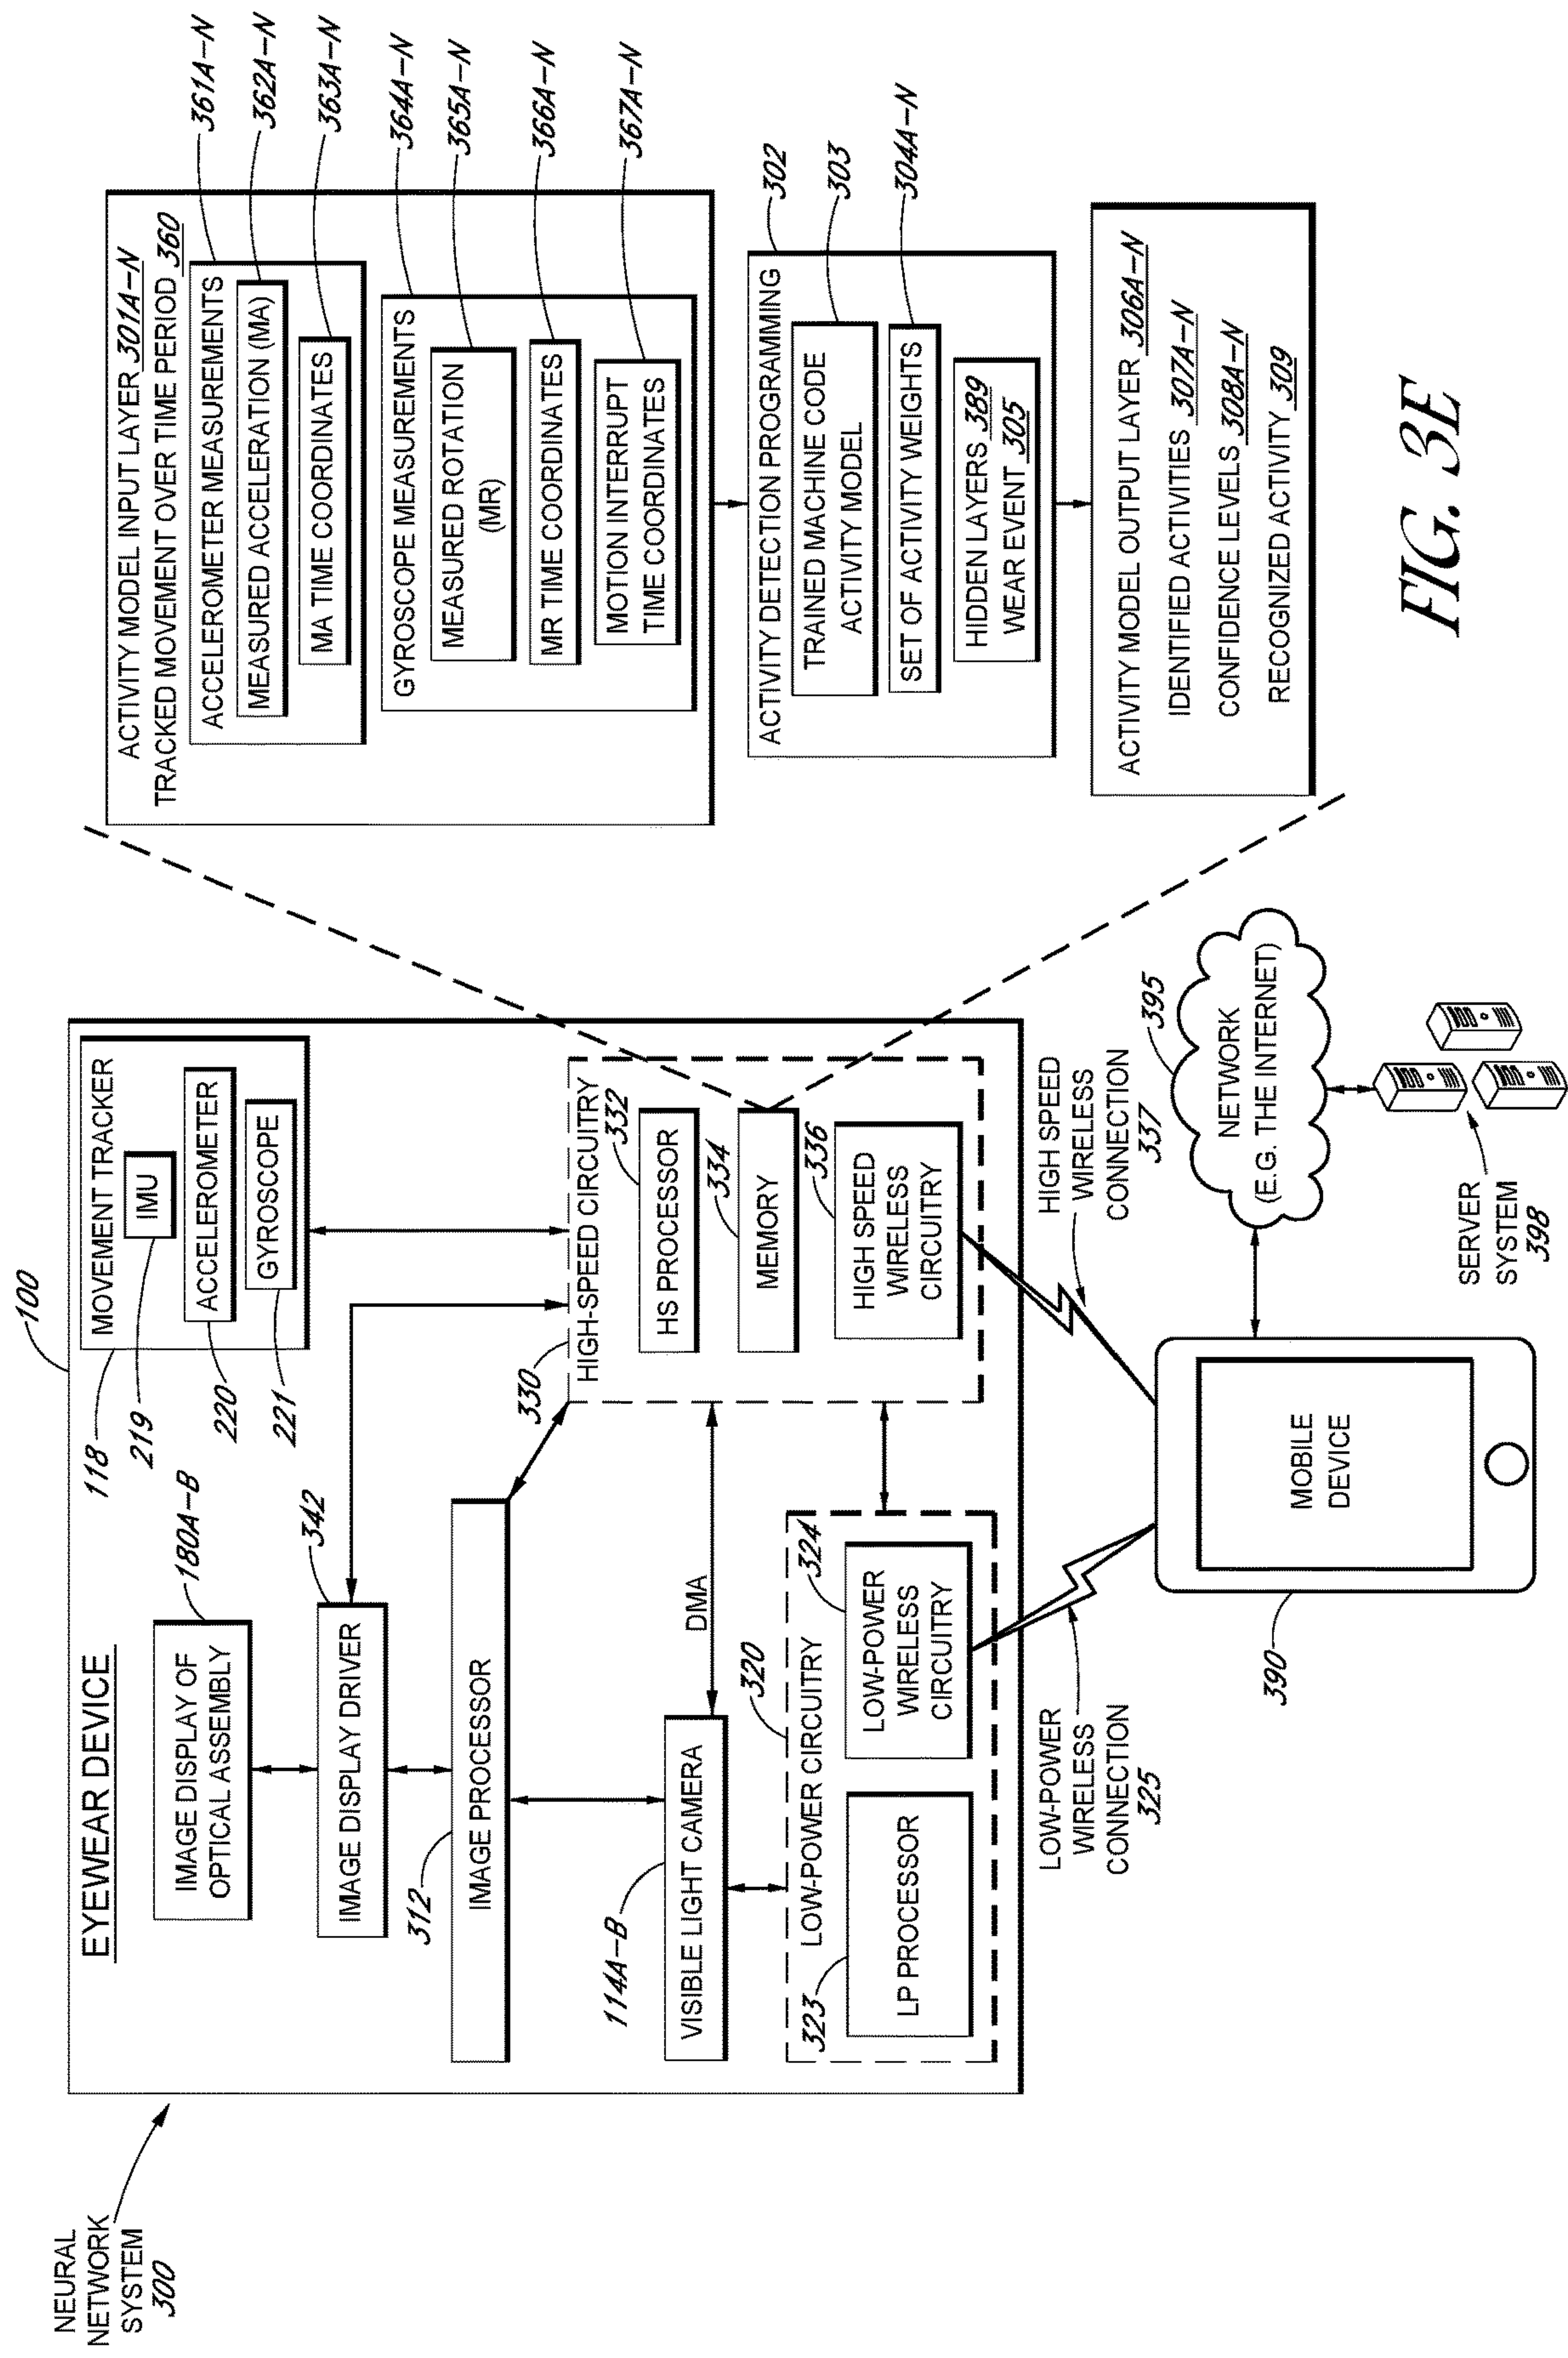 NEURAL
NETWORK
SYSTEM
300
EYEWEAR DEVICE
100
IMAGE DISPLAY OF
OPTICAL ASSEMBLY
180A-B
IMAGE DISPLAY DRIVER
342
IMAGE PROCESSOR
312
VISIBLE LIGHT CAMERA
114A-B
DMA
MOVEMENT TRACKER
118
IMU
219
ACCELEROMETER
220
GYROSCOPE
221
HIGH-SPEED CIRCUITRY
330
HS PROCESSOR
332
MEMORY
334
HIGH SPEED
WIRELESS
CIRCUITRY
336
LOW-POWER CIRCUITRY
320
LP PROCESSOR
323
LOW-POWER
WIRELESS
CIRCUITRY
324
LOW-POWER
WIRELESS
CONNECTION
325
HIGH SPEED
WIRELESS
CONNECTION
337
MOBILE
DEVICE
390
NETWORK
(E.G. THE INTERNET)
395
SERVER
SYSTEM
398
ACTIVITY MODEL INPUT LAYER 301A-N
TRACKED MOVEMENT OVER TIME PERIOD 360
ACCELEROMETER MEASUREMENTS
361A-N
MEASURED ACCELERATION (MA)
362A-N
MA TIME COORDINATES
363A-N
GYROSCOPE MEASUREMENTS
364A-N
MEASURED ROTATION
(MR)
365A-N
MR TIME COORDINATES
366A-N
MOTION INTERRUPT
TIME COORDINATES
367A-N
ACTIVITY DETECTION PROGRAMMING
302
TRAINED MACHINE CODE
ACTIVITY MODEL
303
SET OF ACTIVITY WEIGHTS
304A-N
HIDDEN LAYERS 389
WEAR EVENT 305
ACTIVITY MODEL OUTPUT LAYER 306A-N
IDENTIFIED ACTIVITIES 307A-N
CONFIDENCE LEVELS 308A-N
RECOGNIZED ACTIVITY 309
FIG. 3E